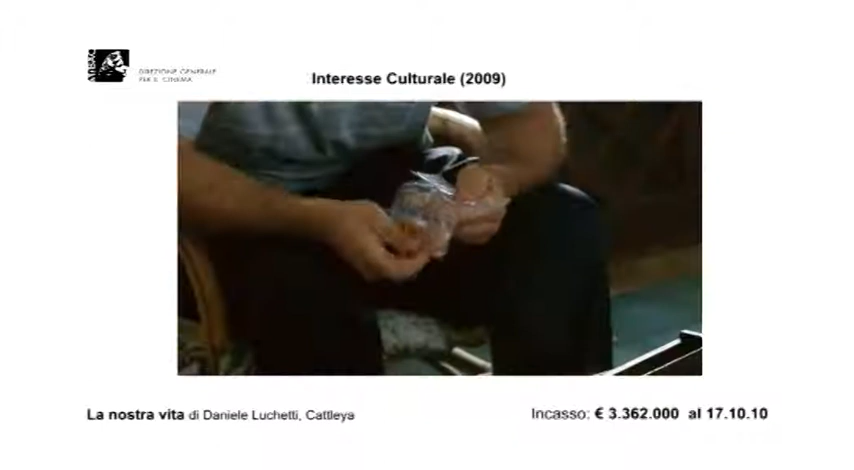 DIREZIONE GENERALE
PER IL CINEMA
Interesse Culturale (2009)
La nostra vita di Daniele Luchetti, Cattleya
Incasso: € 3.362.000 al 17.10.10